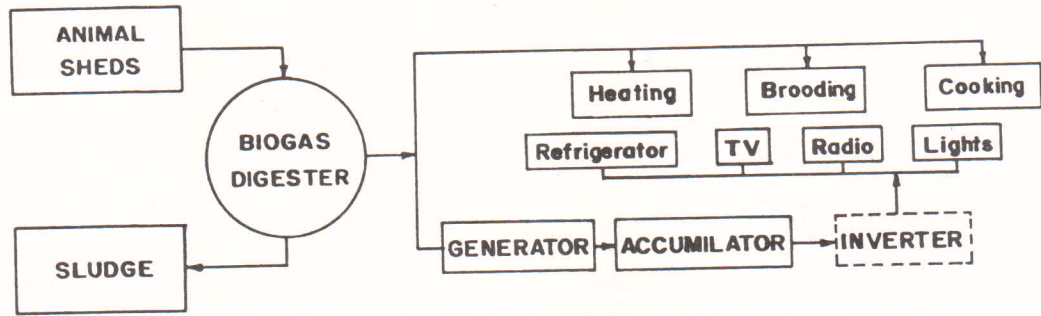 ANIMAL
SHEDS
BIOGAS
DIGESTER
SLUDGE
Heating
Brooding
Cooking
Refrigerator
TV
Radio
Lights
GENERATOR
ACCUMILATOR
INVERTER